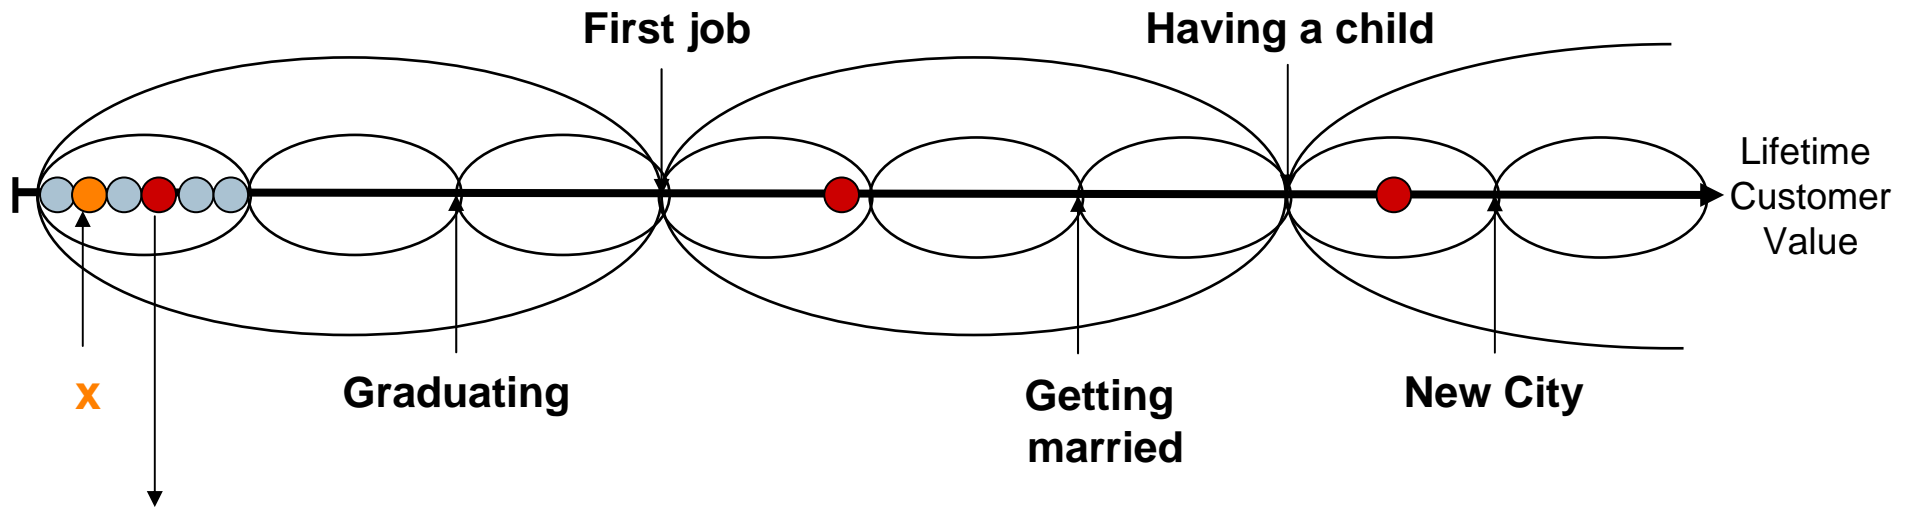 First job
Having a child
Lifetime
Customer
Value
x
Graduating
Getting
married
New City